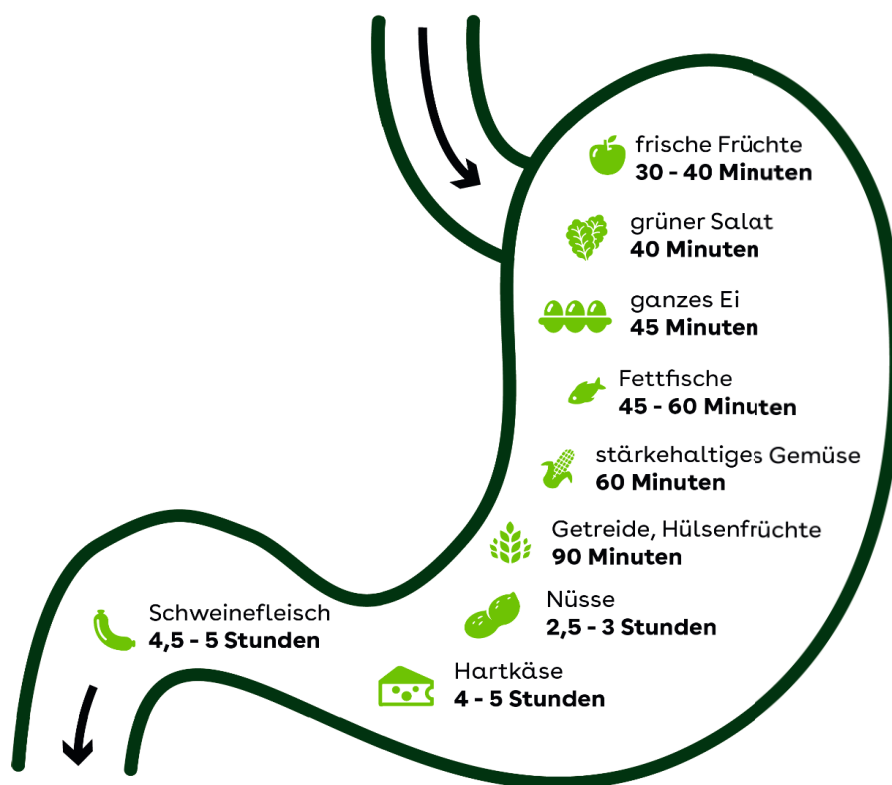 frische Früchte
30 - 40 Minuten
grüner Salat
40 Minuten
ganzes Ei
45 Minuten
Fettfische
45 - 60 Minuten
stärkehaltiges Gemüse
60 Minuten
Getreide, Hülsenfrüchte
90 Minuten
Nüsse
2,5 - 3 Stunden
Hartkäse
4 - 5 Stunden
Schweinefleisch
4,5 - 5 Stunden